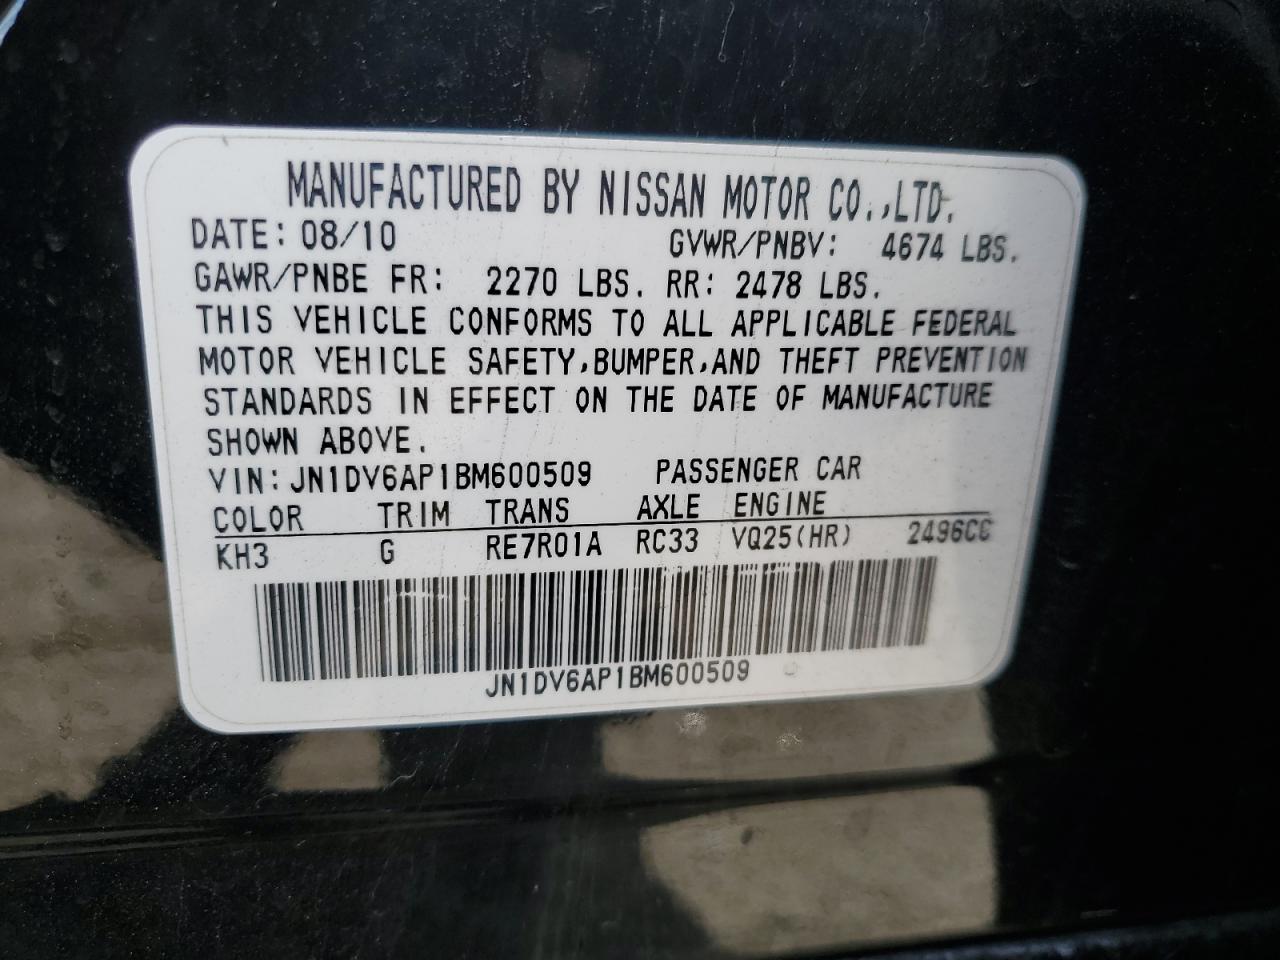 MANUFACTURED BY NISSAN MOTOR CO.,LTD.
DATE: 08/10 GVWR/PNBV: 4674 LBS.
GAWR/PNBE FR: 2270 LBS. RR: 2478 LBS.
THIS VEHICLE CONFORMS TO ALL APPLICABLE FEDERAL
MOTOR VEHICLE SAFETY,BUMPER,AND THEFT PREVENTION
STANDARDS IN EFFECT ON THE DATE OF MANUFACTURE
SHOWN ABOVE.
VIN: JN1DV6AP1BM600509 PASSENGER CAR
COLOR TRIM TRANS AXLE ENGINE
KH3 G RE7R01A RC33 VQ25(HR) 2496CC
JN1DV6AP1BM600509